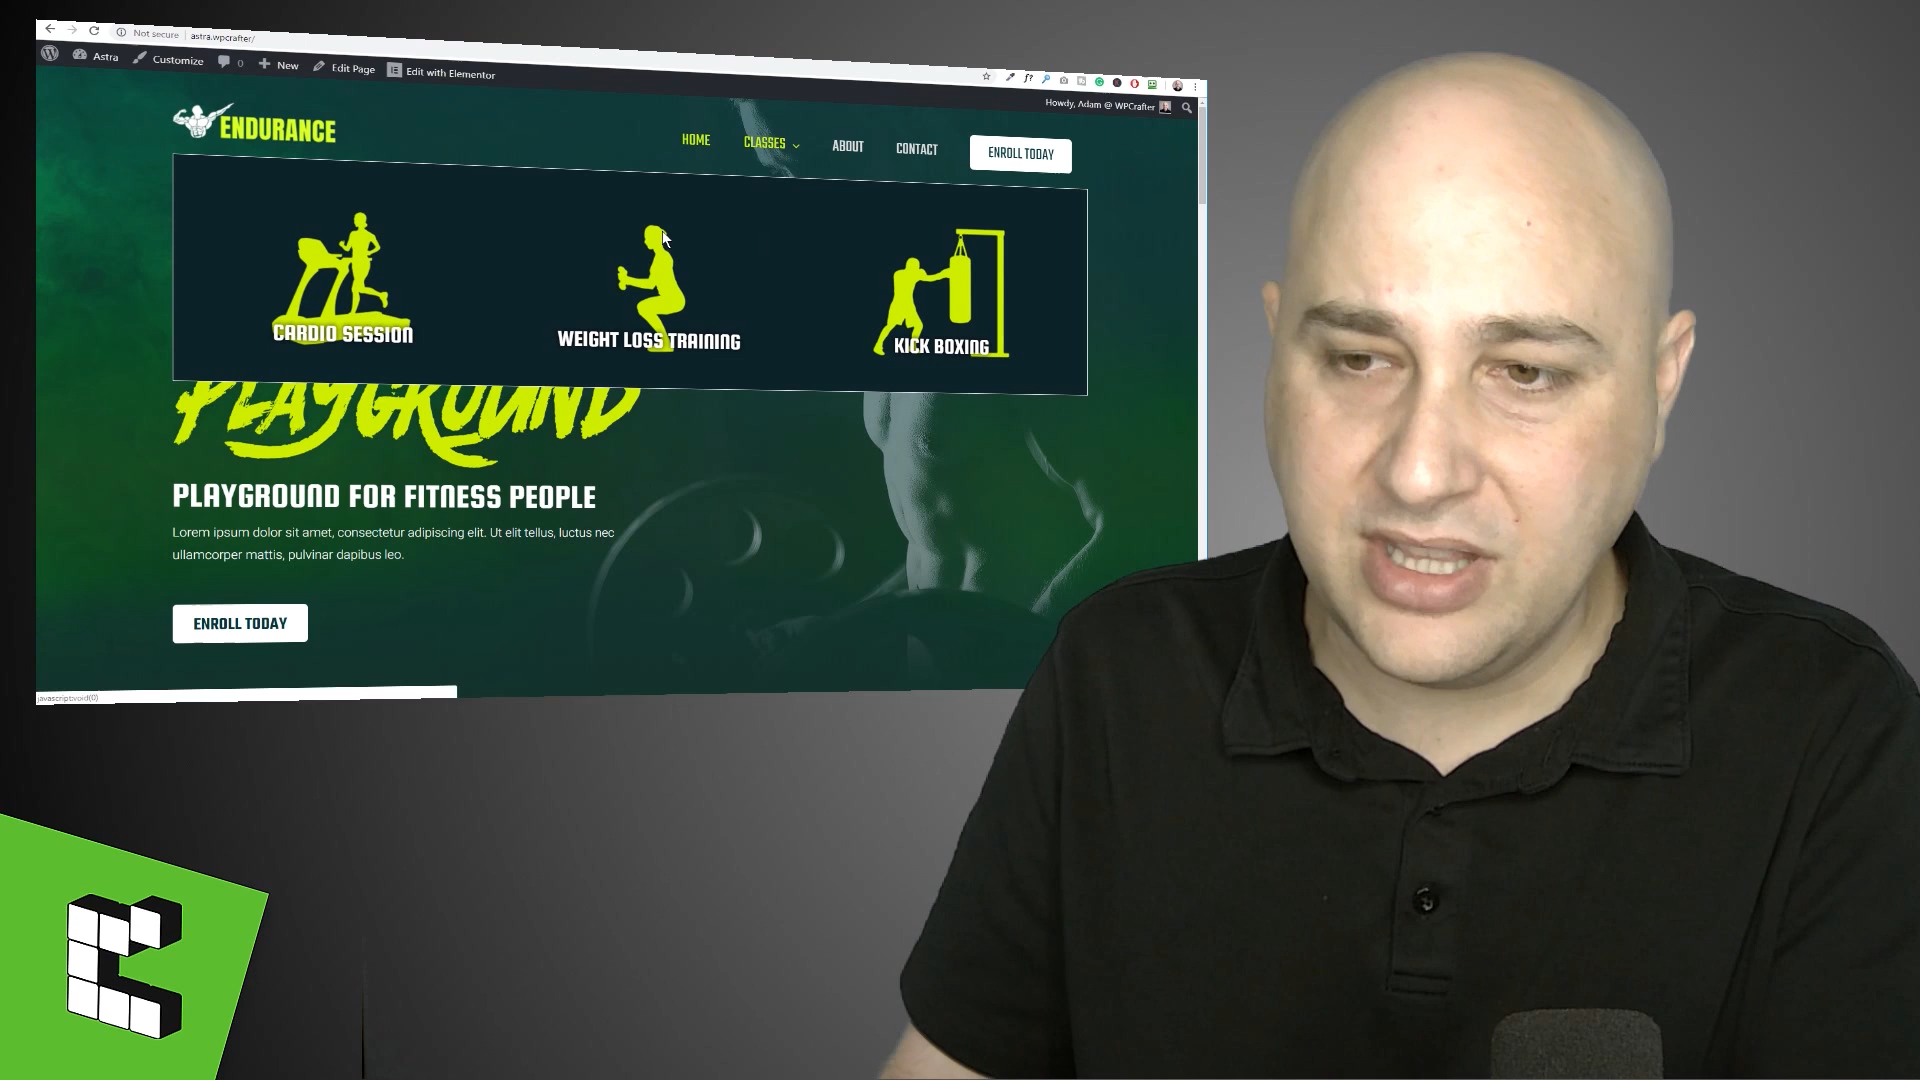 Not secure | astra.wpcrafter/
Astra Customize 0 New Edit Page Edit with Elementor
Howdy, Adam @ WPCrafter
ENDURANCE
HOME CLASSES ABOUT CONTACT ENROLL TODAY
CARDIO SESSION
WEIGHT LOSS TRAINING
KICK BOXING
PLAYGROUND
PLAYGROUND FOR FITNESS PEOPLE
Lorem ipsum dolor sit amet, consectetur adipiscing elit. Ut elit tellus, luctus nec
ullamcorper mattis, pulvinar dapibus leo.
ENROLL TODAY
javascript:void(0)